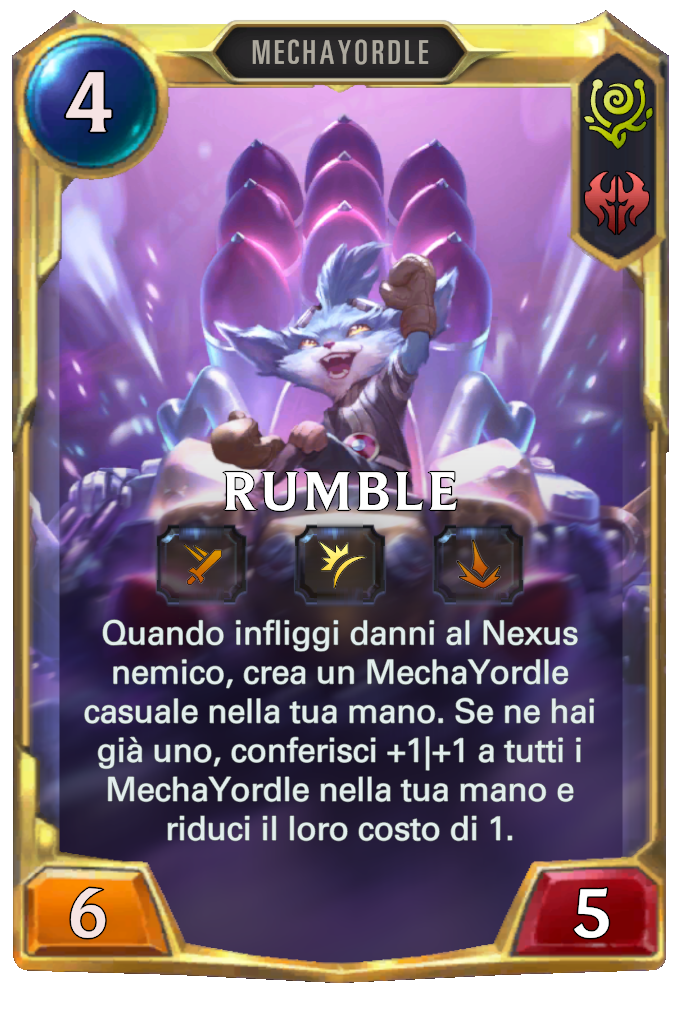 MECHAYORDLE
4
RUMBLE
Quando infliggi danni al Nexus
nemico, crea un MechaYordle
casuale nella tua mano. Se ne hai
già uno, conferisci +1|+1 a tutti i
MechaYordle nella tua mano e
riduci il loro costo di 1.
6
5